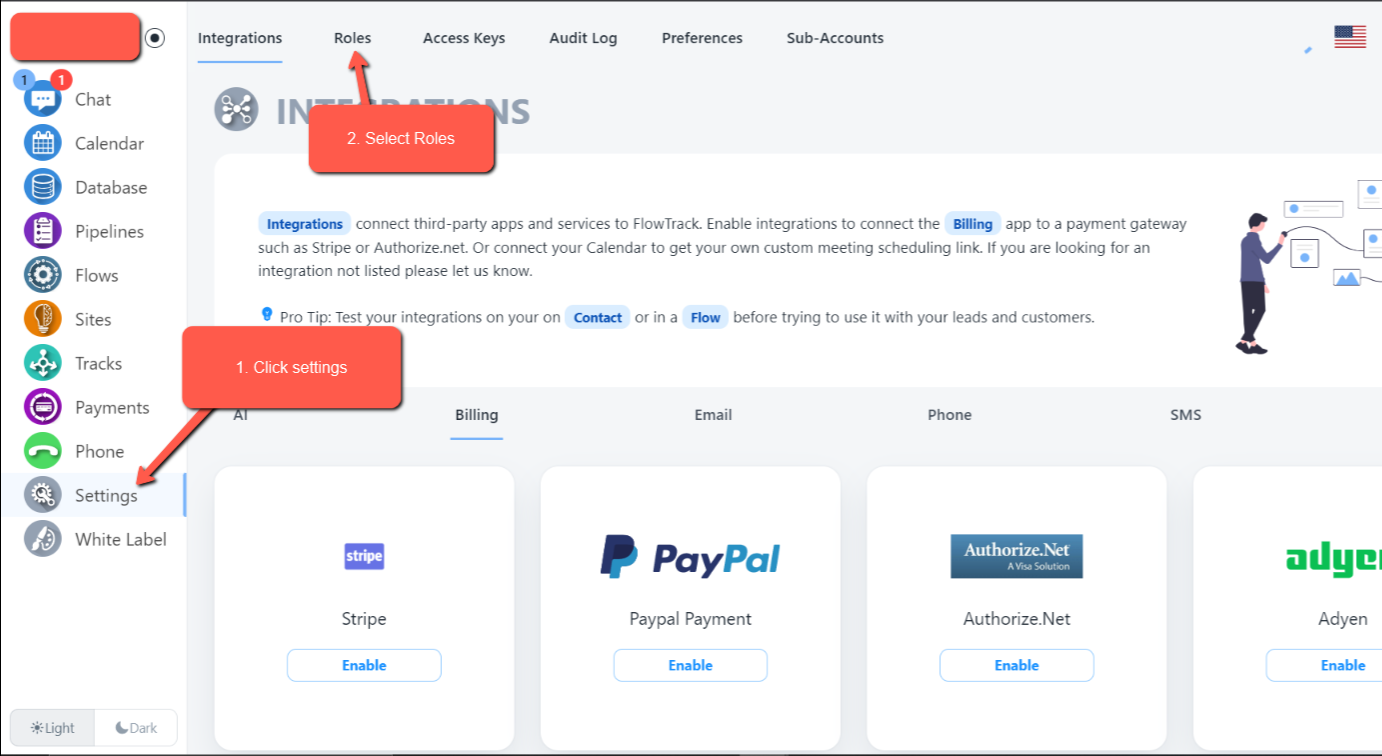 Integrations Roles Access Keys Audit Log Preferences Sub-Accounts
1 1
Chat
Calendar
Database
Pipelines
Flows
Sites
Tracks
Payments
Phone
Settings
White Label
Light Dark
2. Select Roles
1. Click settings
Integrations connect third-party apps and services to FlowTrack. Enable integrations to connect the Billing app to a payment gateway
such as Stripe or Authorize.net. Or connect your Calendar to get your own custom meeting scheduling link. If you are looking for an
integration not listed please let us know.
Pro Tip: Test your integrations on your on Contact or in a Flow before trying to use it with your leads and customers.
AI Billing Email Phone SMS
stripe
Stripe
Enable
PayPal
Paypal Payment
Enable
Authorize.Net
A Visa Solution
Authorize.Net
Enable
Adyen
Enable